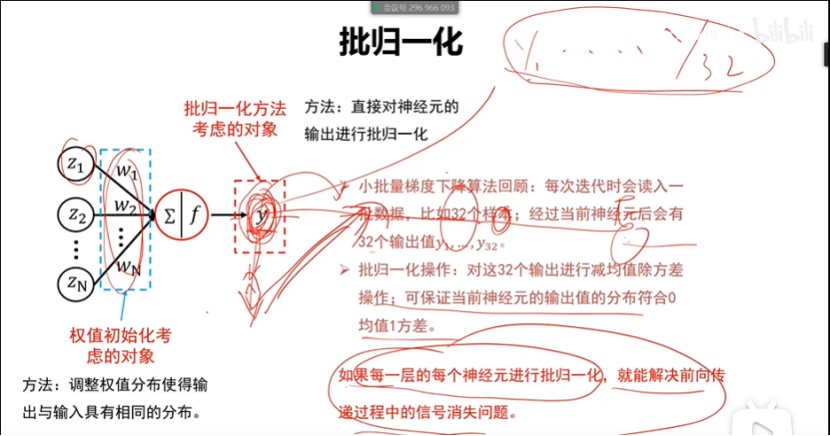 会议号 296 966 093
批归一化
bilibili
y₁ . . . . . y₃₂
批归一化方法
考虑的对象
方法：直接对神经元的
输出进行批归一化
z₁
w₁
z₂
w₂
Σ f
y
⋮
⋮
z_N
w_N
小批量梯度下降算法回顾：每次迭代时会读入一
批数据，比如32个样本；经过当前神经元后会有
32个输出值y₁,…,y₃₂。
批归一化操作：对这32个输出进行减均值除方差
操作；可保证当前神经元的输出值的分布符合0
均值1方差。
权值初始化考
虑的对象
方法：调整权值分布使得输
出与输入具有相同的分布。
如果每一层的每个神经元进行批归一化，就能解决前向传
递过程中的信号消失问题。